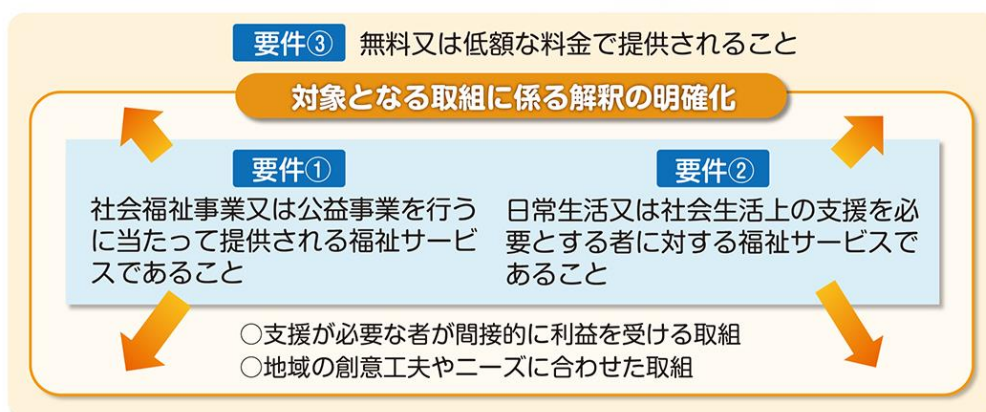 要件③ 無料又は低額な料金で提供されること
対象となる取組に係る解釈の明確化
要件①
社会福祉事業又は公益事業を行う
に当たって提供される福祉サービ
スであること
要件②
日常生活又は社会生活上の支援を必
要とする者に対する福祉サービスで
あること
○支援が必要な者が間接的に利益を受ける取組
○地域の創意工夫やニーズに合わせた取組